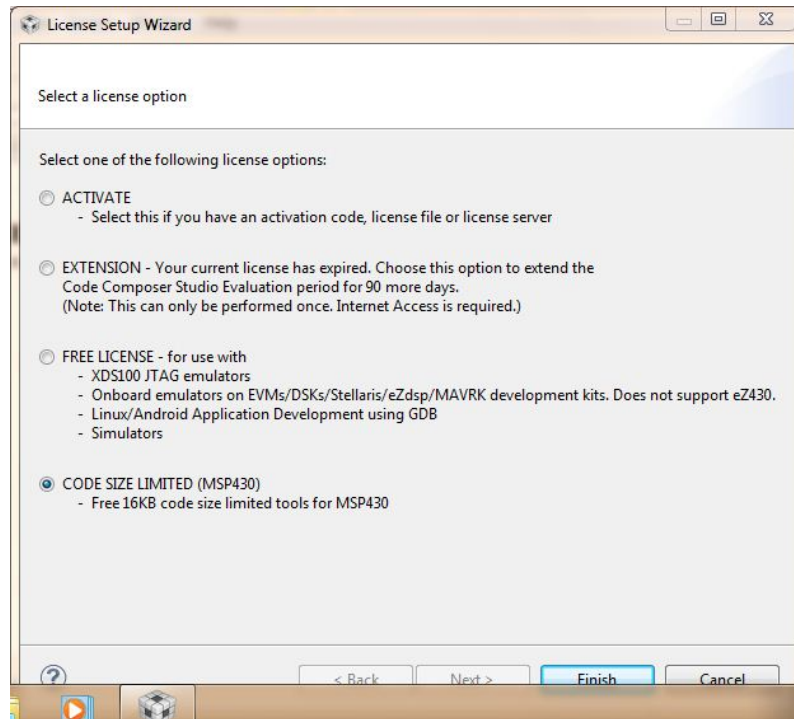 License Setup Wizard
Select a license option
Select one of the following license options:
ACTIVATE
- Select this if you have an activation code, license file or license server
EXTENSION - Your current license has expired. Choose this option to extend the
Code Composer Studio Evaluation period for 90 more days.
(Note: This can only be performed once. Internet Access is required.)
FREE LICENSE - for use with
- XDS100 JTAG emulators
- Onboard emulators on EVMs/DSKs/Stellaris/eZdsp/MAVRK development kits. Does not support eZ430.
- Linux/Android Application Development using GDB
- Simulators
CODE SIZE LIMITED (MSP430)
- Free 16KB code size limited tools for MSP430
? < Back Next > Finish Cancel